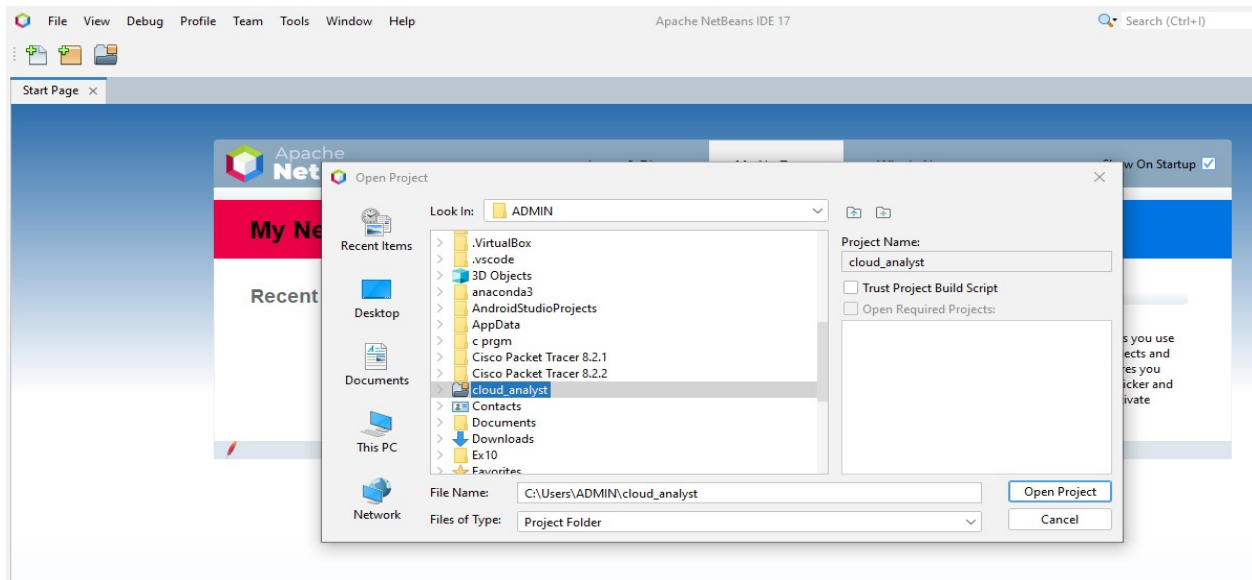 File View Debug Profile Team Tools Window Help Apache NetBeans IDE 17 Search (Ctrl+I)
Start Page
Apache
Net
Show On Startup
My Ne
Recent
Open Project
Look In: ADMIN
Recent Items
Desktop
Documents
This PC
Network
.VirtualBox
.vscode
3D Objects
anaconda3
AndroidStudioProjects
AppData
c prgm
Cisco Packet Tracer 8.2.1
Cisco Packet Tracer 8.2.2
cloud_analyst
Contacts
Documents
Downloads
Ex10
Favorites
Project Name:
cloud_analyst
Trust Project Build Script
Open Required Projects:
s you use
ects and
res you
icker and
ivate
File Name: C:\Users\ADMIN\cloud_analyst Open Project
Files of Type: Project Folder Cancel